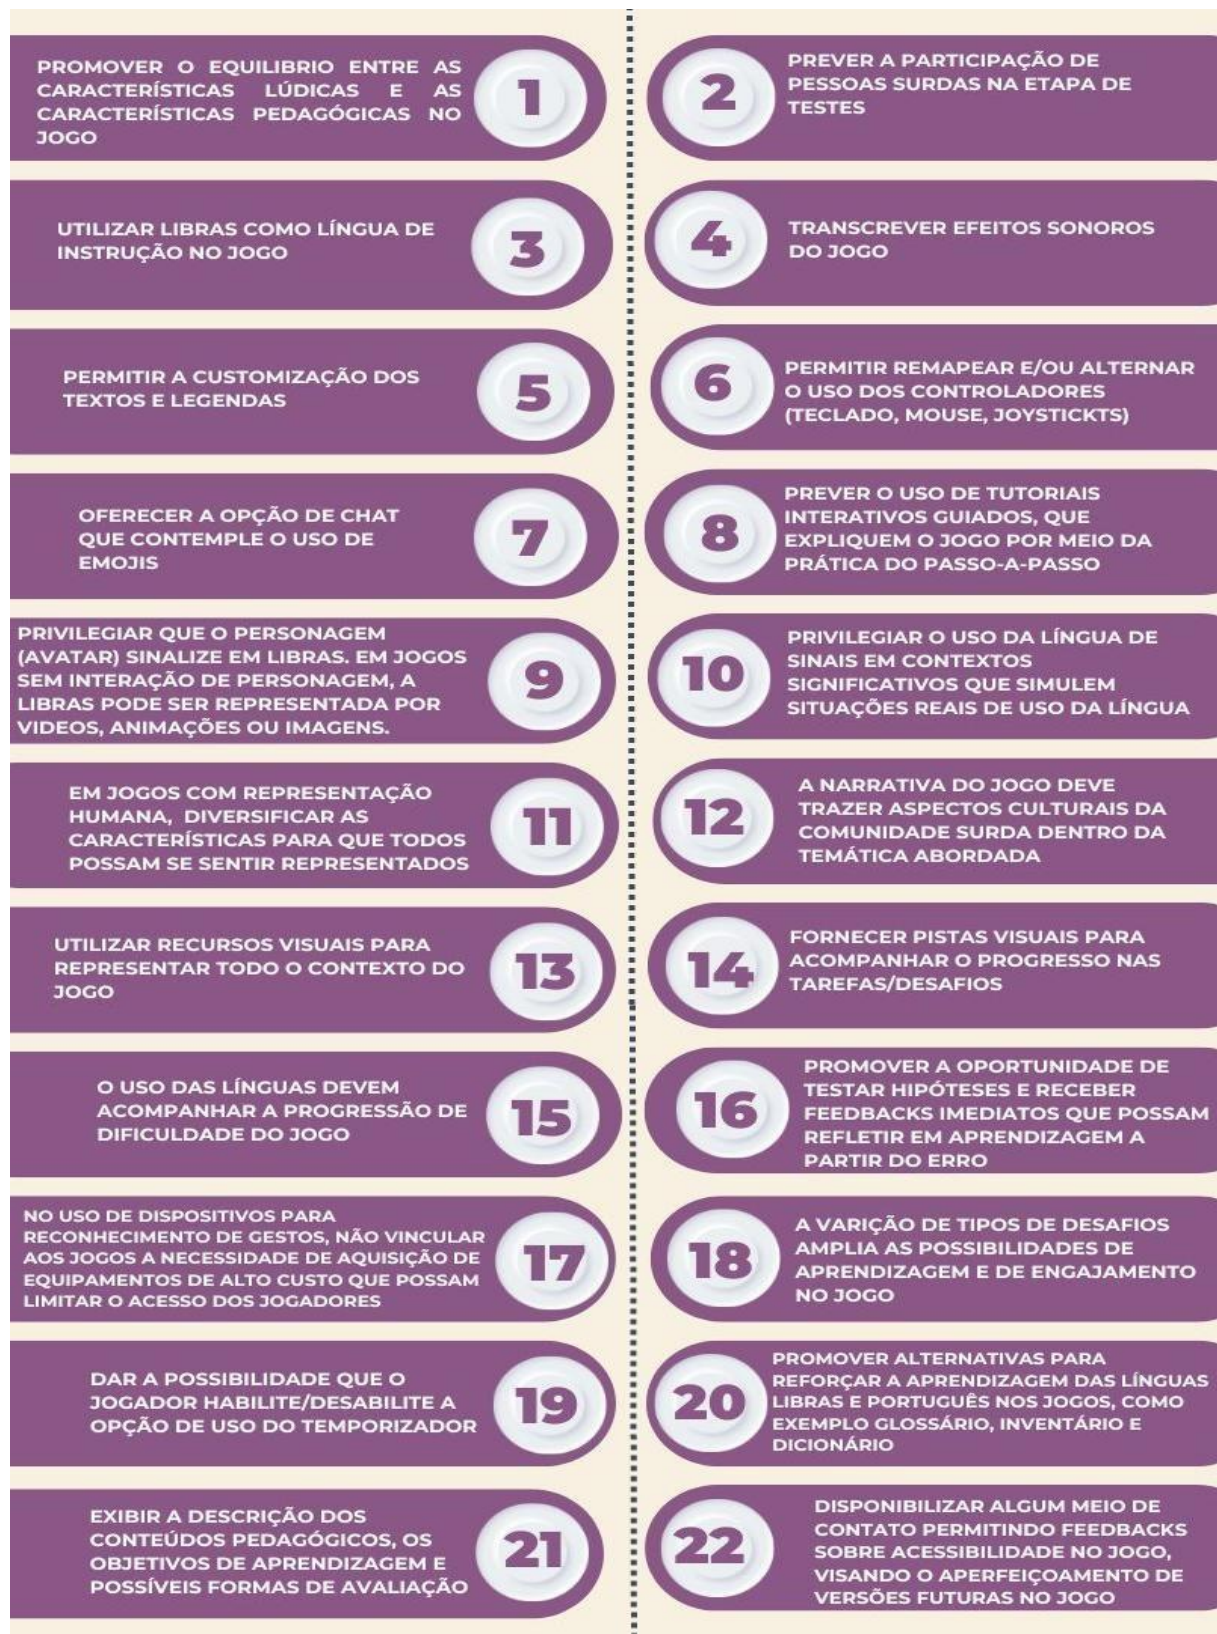 PROMOVER O EQUILIBRIO ENTRE AS
CARACTERÍSTICAS LÚDICAS E AS
CARACTERÍSTICAS PEDAGÓGICAS NO
JOGO
1
2
PREVER A PARTICIPAÇÃO DE
PESSOAS SURDAS NA ETAPA DE
TESTES
UTILIZAR LIBRAS COMO LÍNGUA DE
INSTRUÇÃO NO JOGO
3
4
TRANSCREVER EFEITOS SONOROS
DO JOGO
PERMITIR A CUSTOMIZAÇÃO DOS
TEXTOS E LEGENDAS
5
6
PERMITIR REMAPEAR E/OU ALTERNAR
O USO DOS CONTROLADORES
(TECLADO, MOUSE, JOYSTICKTS)
OFERECER A OPÇÃO DE CHAT
QUE CONTEMPLE O USO DE
EMOJIS
7
8
PREVER O USO DE TUTORIAIS
INTERATIVOS GUIADOS, QUE
EXPLIQUEM O JOGO POR MEIO DA
PRÁTICA DO PASSO-A-PASSO
PRIVILEGIAR QUE O PERSONAGEM
(AVATAR) SINALIZE EM LIBRAS. EM JOGOS
SEM INTERAÇÃO DE PERSONAGEM, A
LIBRAS PODE SER REPRESENTADA POR
VIDEOS, ANIMAÇÕES OU IMAGENS.
9
10
PRIVILEGIAR O USO DA LÍNGUA DE
SINAIS EM CONTEXTOS
SIGNIFICATIVOS QUE SIMULEM
SITUAÇÕES REAIS DE USO DA LÍNGUA
EM JOGOS COM REPRESENTAÇÃO
HUMANA, DIVERSIFICAR AS
CARACTERÍSTICAS PARA QUE TODOS
POSSAM SE SENTIR REPRESENTADOS
11
12
A NARRATIVA DO JOGO DEVE
TRAZER ASPECTOS CULTURAIS DA
COMUNIDADE SURDA DENTRO DA
TEMÁTICA ABORDADA
UTILIZAR RECURSOS VISUAIS PARA
REPRESENTAR TODO O CONTEXTO DO
JOGO
13
14
FORNECER PISTAS VISUAIS PARA
ACOMPANHAR O PROGRESSO NAS
TAREFAS/DESAFIOS
O USO DAS LÍNGUAS DEVEM
ACOMPANHAR A PROGRESSÃO DE
DIFICULDADE DO JOGO
15
16
PROMOVER A OPORTUNIDADE DE
TESTAR HIPÓTESES E RECEBER
FEEDBACKS IMEDIATOS QUE POSSAM
REFLETIR EM APRENDIZAGEM A
PARTIR DO ERRO
NO USO DE DISPOSITIVOS PARA
RECONHECIMENTO DE GESTOS, NÃO VINCULAR
AOS JOGOS A NECESSIDADE DE AQUISIÇÃO DE
EQUIPAMENTOS DE ALTO CUSTO QUE POSSAM
LIMITAR O ACESSO DOS JOGADORES
17
18
A VARIÇÃO DE TIPOS DE DESAFIOS
AMPLIA AS POSSIBILIDADES DE
APRENDIZAGEM E DE ENGAJAMENTO
NO JOGO
DAR A POSSIBILIDADE QUE O
JOGADOR HABILITE/DESABILITE A
OPÇÃO DE USO DO TEMPORIZADOR
19
20
PROMOVER ALTERNATIVAS PARA
REFORÇAR A APRENDIZAGEM DAS LÍNGUAS
LIBRAS E PORTUGUÊS NOS JOGOS, COMO
EXEMPLO GLOSSÁRIO, INVENTÁRIO E
DICIONÁRIO
EXIBIR A DESCRIÇÃO DOS
CONTEÚDOS PEDAGÓGICOS, OS
OBJETIVOS DE APRENDIZAGEM E
POSSÍVEIS FORMAS DE AVALIAÇÃO
21
22
DISPONIBILIZAR ALGUM MEIO DE
CONTATO PERMITINDO FEEDBACKS
SOBRE ACESSIBILIDADE NO JOGO,
VISANDO O APERFEIÇOAMENTO DE
VERSÕES FUTURAS NO JOGO